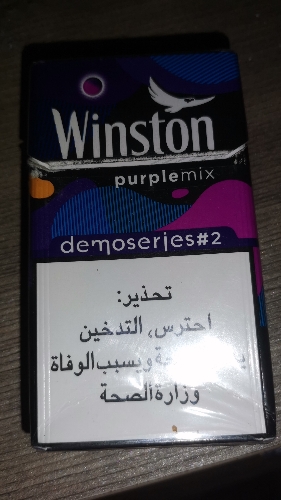 Winston
purplemix
demoseries#2
تحذير:
احترس، التدخين
ويسبب الوفاة
وزارة الصحة